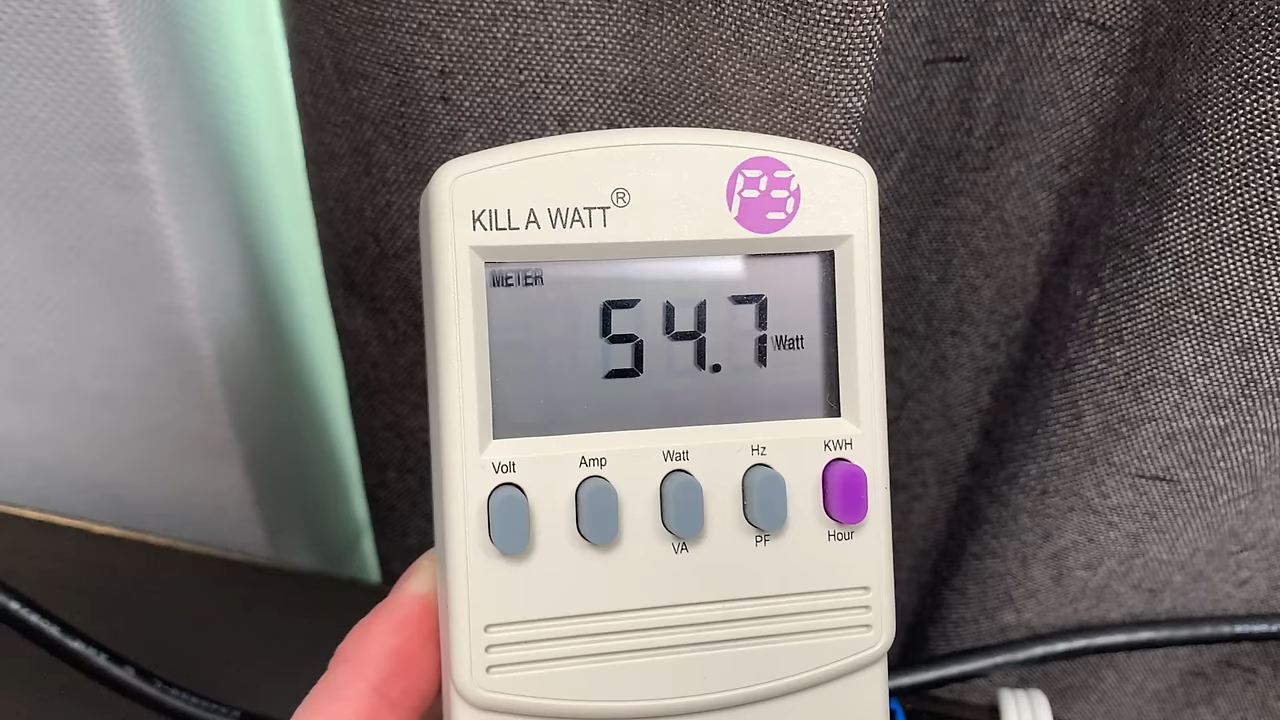 KILL A WATT®
P3
METER
54.7 Watt
Volt Amp Watt Hz KWH
VA PF Hour